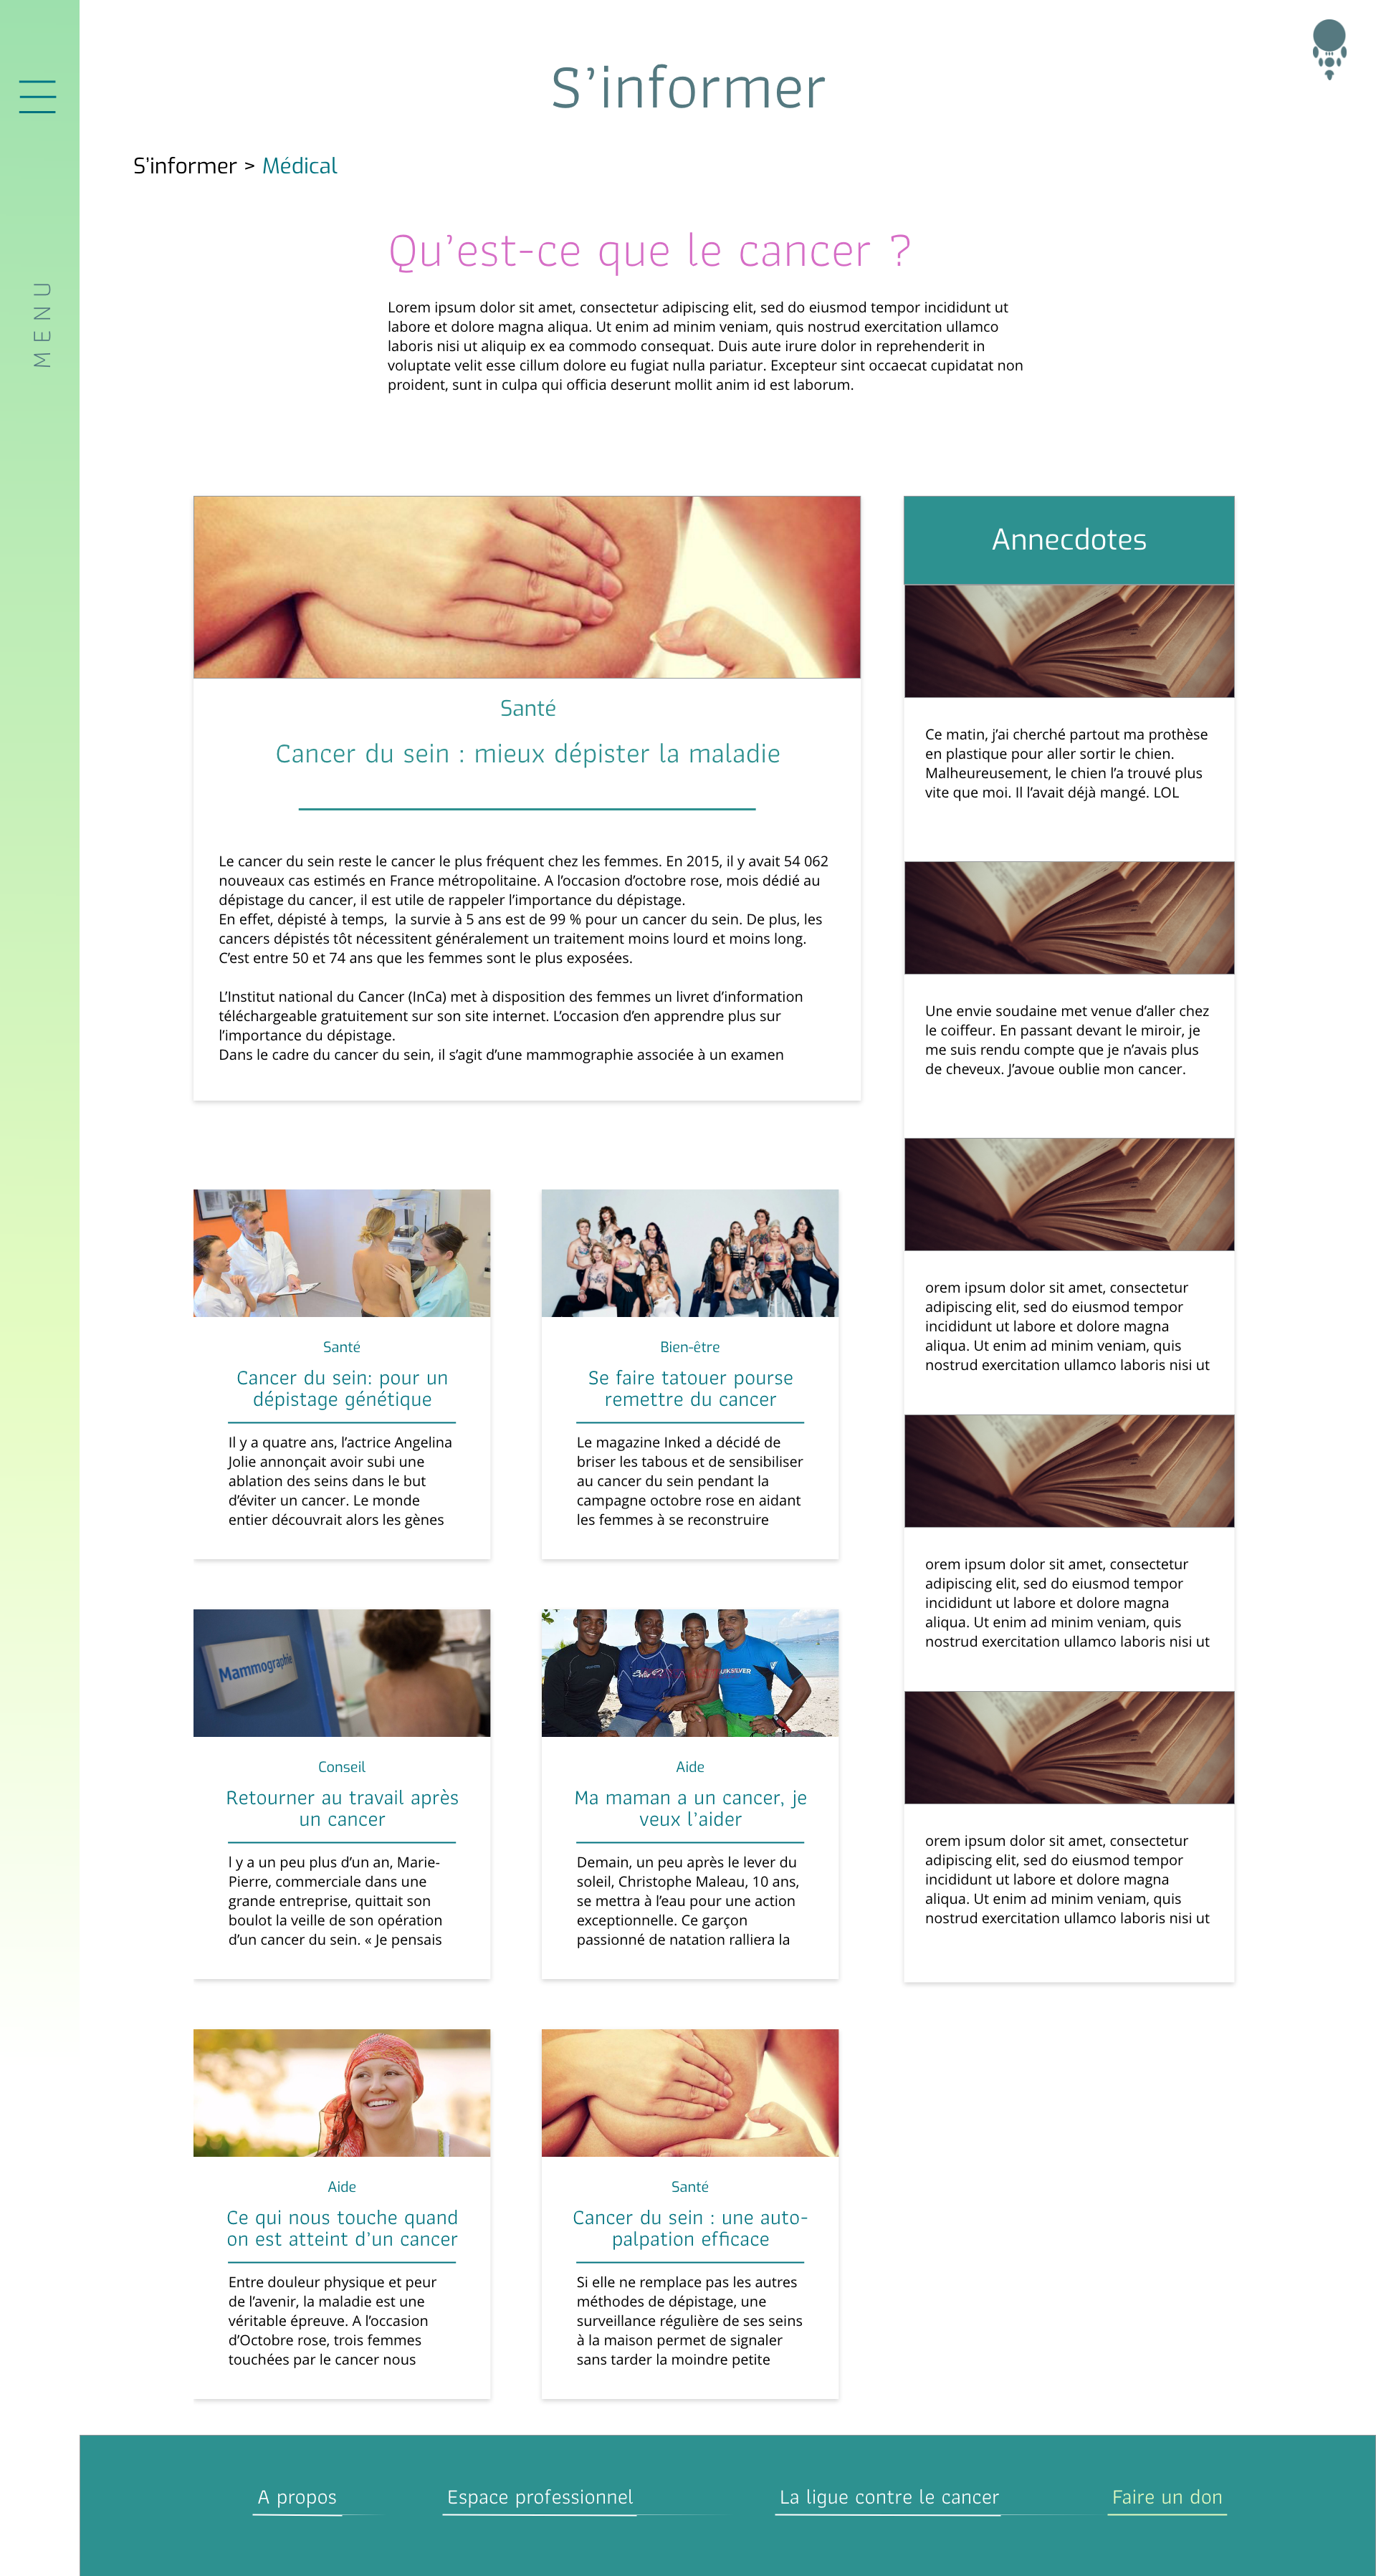 S’informer
S’informer > Médical
MENU
Qu’est-ce que le cancer ?
Lorem ipsum dolor sit amet, consectetur adipiscing elit, sed do eiusmod tempor incididunt ut
labore et dolore magna aliqua. Ut enim ad minim veniam, quis nostrud exercitation ullamco
laboris nisi ut aliquip ex ea commodo consequat. Duis aute irure dolor in reprehenderit in
voluptate velit esse cillum dolore eu fugiat nulla pariatur. Excepteur sint occaecat cupidatat non
proident, sunt in culpa qui officia deserunt mollit anim id est laborum.
Santé
Cancer du sein : mieux dépister la maladie
Le cancer du sein reste le cancer le plus fréquent chez les femmes. En 2015, il y avait 54 062
nouveaux cas estimés en France métropolitaine. A l’occasion d’octobre rose, mois dédié au
dépistage du cancer, il est utile de rappeler l’importance du dépistage.
En effet, dépisté à temps,  la survie à 5 ans est de 99 % pour un cancer du sein. De plus, les
cancers dépistés tôt nécessitent généralement un traitement moins lourd et moins long.
C’est entre 50 et 74 ans que les femmes sont le plus exposées.
L’Institut national du Cancer (InCa) met à disposition des femmes un livret d’information
téléchargeable gratuitement sur son site internet. L’occasion d’en apprendre plus sur
l’importance du dépistage.
Dans le cadre du cancer du sein, il s’agit d’une mammographie associée à un examen
Annecdotes
Ce matin, j’ai cherché partout ma prothèse
en plastique pour aller sortir le chien.
Malheureusement, le chien l’a trouvé plus
vite que moi. Il l’avait déjà mangé. LOL
Une envie soudaine met venue d’aller chez
le coiffeur. En passant devant le miroir, je
me suis rendu compte que je n’avais plus
de cheveux. J’avoue oublie mon cancer.
orem ipsum dolor sit amet, consectetur
adipiscing elit, sed do eiusmod tempor
incididunt ut labore et dolore magna
aliqua. Ut enim ad minim veniam, quis
nostrud exercitation ullamco laboris nisi ut
orem ipsum dolor sit amet, consectetur
adipiscing elit, sed do eiusmod tempor
incididunt ut labore et dolore magna
aliqua. Ut enim ad minim veniam, quis
nostrud exercitation ullamco laboris nisi ut
orem ipsum dolor sit amet, consectetur
adipiscing elit, sed do eiusmod tempor
incididunt ut labore et dolore magna
aliqua. Ut enim ad minim veniam, quis
nostrud exercitation ullamco laboris nisi ut
Santé
Cancer du sein: pour un
dépistage génétique
Il y a quatre ans, l’actrice Angelina
Jolie annonçait avoir subi une
ablation des seins dans le but
d’éviter un cancer. Le monde
entier découvrait alors les gènes
Bien-être
Se faire tatouer pourse
remettre du cancer
Le magazine Inked a décidé de
briser les tabous et de sensibiliser
au cancer du sein pendant la
campagne octobre rose en aidant
les femmes à se reconstruire
Mammographie
Conseil
Retourner au travail après
un cancer
l y a un peu plus d’un an, Marie-
Pierre, commerciale dans une
grande entreprise, quittait son
boulot la veille de son opération
d’un cancer du sein. « Je pensais
QUIKSILVER
Aide
Ma maman a un cancer, je
veux l’aider
Demain, un peu après le lever du
soleil, Christophe Maleau, 10 ans,
se mettra à l’eau pour une action
exceptionnelle. Ce garçon
passionné de natation ralliera la
Aide
Ce qui nous touche quand
on est atteint d’un cancer
Entre douleur physique et peur
de l’avenir, la maladie est une
véritable épreuve. A l’occasion
d’Octobre rose, trois femmes
touchées par le cancer nous
Santé
Cancer du sein : une auto-
palpation efficace
Si elle ne remplace pas les autres
méthodes de dépistage, une
surveillance régulière de ses seins
à la maison permet de signaler
sans tarder la moindre petite
A propos
Espace professionnel
La ligue contre le cancer
Faire un don